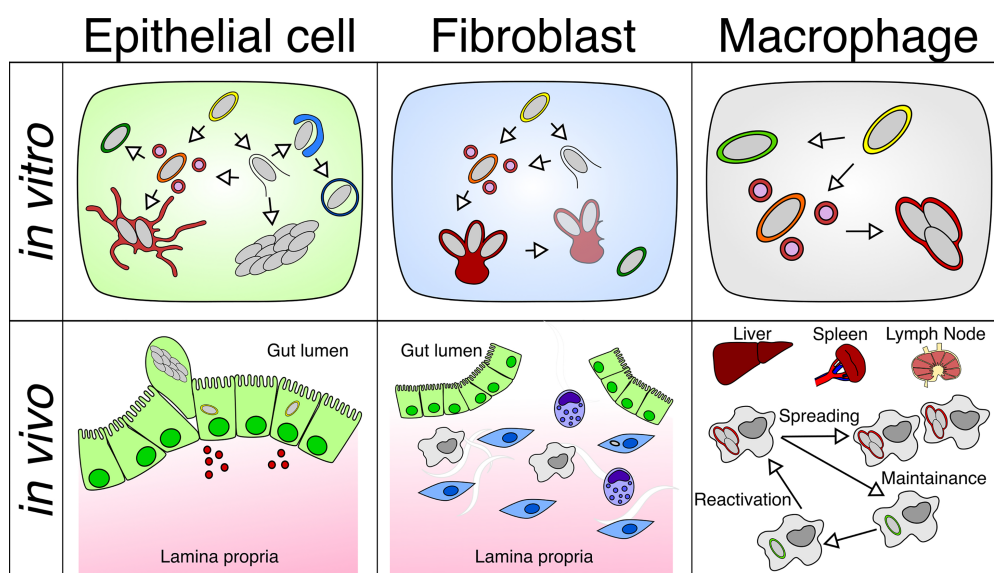 Epithelial cell
Fibroblast
Macrophage
in vitro
in vivo
Gut lumen
Lamina propria
Gut lumen
Lamina propria
Liver
Spleen
Lymph Node
Spreading
Maintainance
Reactivation